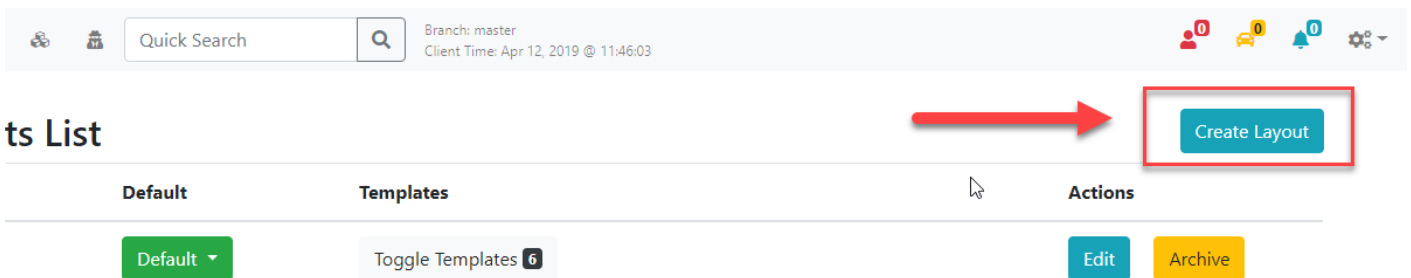 Quick Search
Branch: master
Client Time: Apr 12, 2019 @ 11:46:03
0
0
0
ts List
Create Layout
Default Templates Actions
Default Toggle Templates 6 Edit Archive